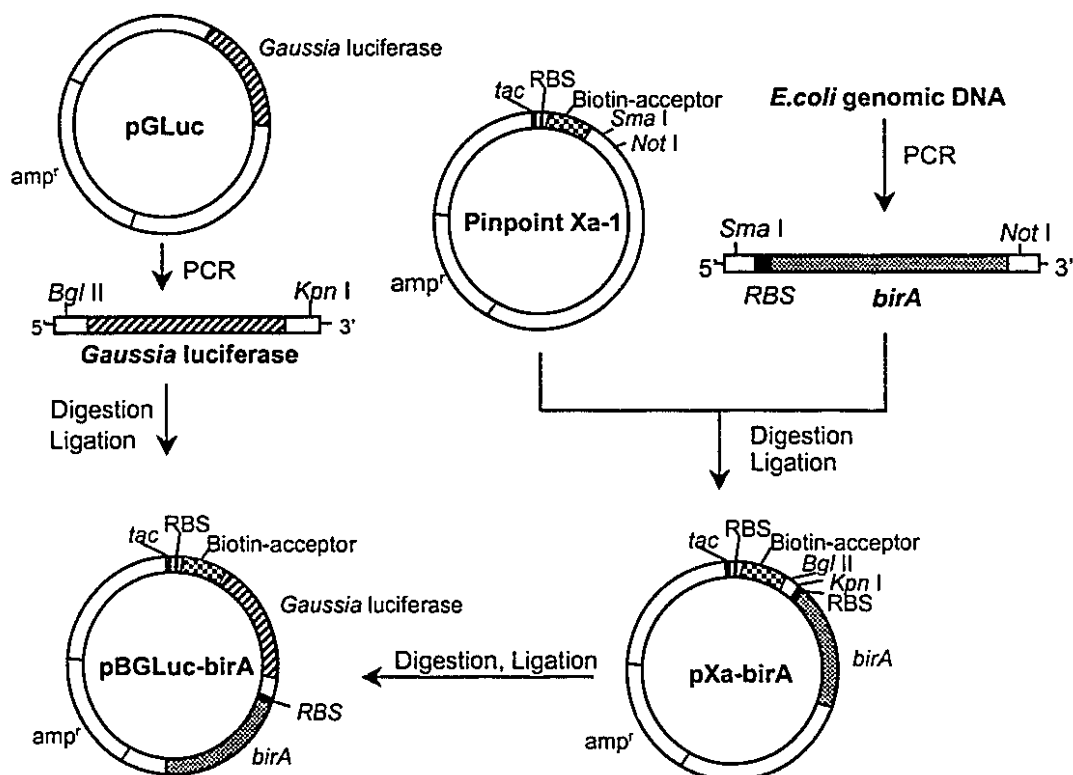 Gaussia luciferase
pGLuc
amp^r
PCR
Bgl II
Kpn I
5'
3'
Gaussia luciferase
Digestion
Ligation
tac
RBS
Biotin-acceptor
Sma I
Not I
Pinpoint Xa-1
amp^r
E.coli genomic DNA
PCR
Sma I
Not I
5'
3'
RBS
birA
Digestion
Ligation
tac
RBS
Biotin-acceptor
Gaussia luciferase
pBGLuc-birA
RBS
birA
amp^r
Digestion, Ligation
tac
RBS
Biotin-acceptor
Bgl II
Kpn I
RBS
birA
pXa-birA
amp^r